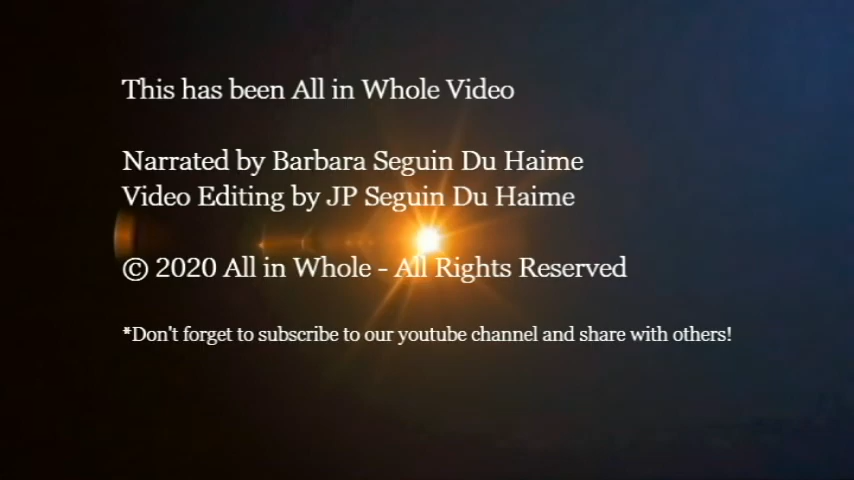 This has been All in Whole Video
Narrated by Barbara Seguin Du Haime
Video Editing by JP Seguin Du Haime
© 2020 All in Whole - All Rights Reserved
*Don't forget to subscribe to our youtube channel and share with others!